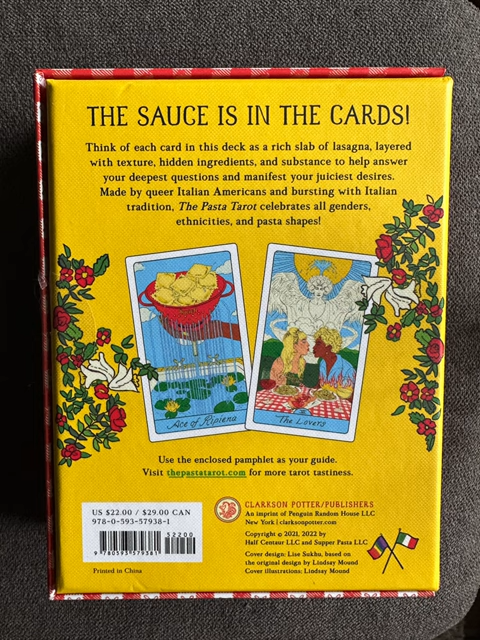 THE SAUCE IS IN THE CARDS!
Think of each card in this deck as a rich slab of lasagna, layered
with texture, hidden ingredients, and substance to help answer
your deepest questions and manifest your juiciest desires.
Made by queer Italian Americans and bursting with Italian
tradition, The Pasta Tarot celebrates all genders,
ethnicities, and pasta shapes!
Ace of Ripiena
The Lovers
Use the enclosed pamphlet as your guide.
Visit thepastatarot.com for more tarot tastiness.
US $22.00 / $29.00 CAN
978-0-593-57938-1
52200
9 780593 579381
Printed in China
CLARKSON POTTER/PUBLISHERS
An imprint of Penguin Random House LLC
New York | clarksonpotter.com
Copyright © 2021, 2022 by
Half Centaur LLC and Supper Pasta LLC
Cover design: Lise Sukhu, based on
the original design by Lindsay Mound
Cover illustrations: Lindsay Mound